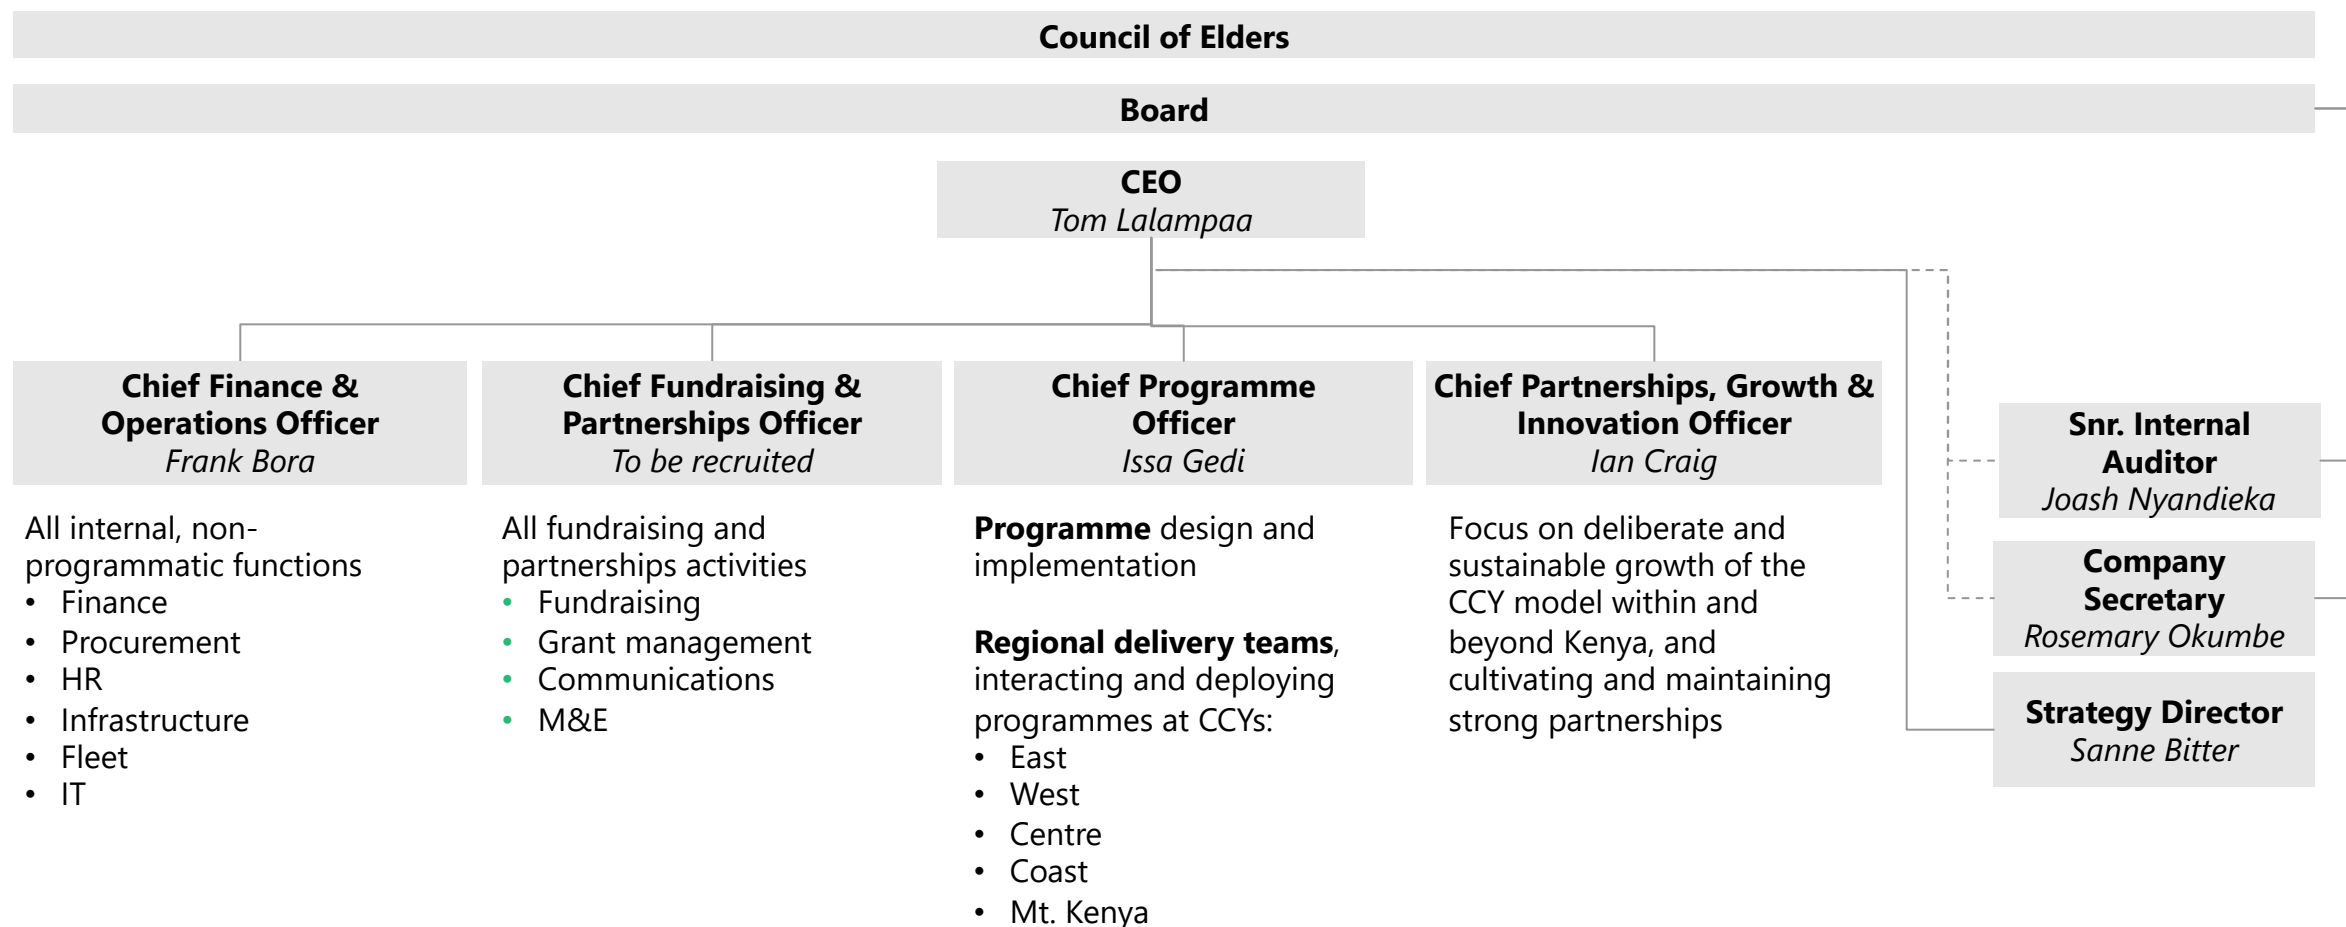 Council of Elders
Board
CEO
Tom Lalampaa
Chief Finance &
Operations Officer
Frank Bora
All internal, non-
programmatic functions
• Finance
• Procurement
• HR
• Infrastructure
• Fleet
• IT
Chief Fundraising &
Partnerships Officer
To be recruited
All fundraising and
partnerships activities
• Fundraising
• Grant management
• Communications
• M&E
Chief Programme
Officer
Issa Gedi
Programme design and
implementation
Regional delivery teams,
interacting and deploying
programmes at CCYs:
• East
• West
• Centre
• Coast
• Mt. Kenya
Chief Partnerships, Growth &
Innovation Officer
Ian Craig
Focus on deliberate and
sustainable growth of the
CCY model within and
beyond Kenya, and
cultivating and maintaining
strong partnerships
Snr. Internal
Auditor
Joash Nyandieka
Company
Secretary
Rosemary Okumbe
Strategy Director
Sanne Bitter